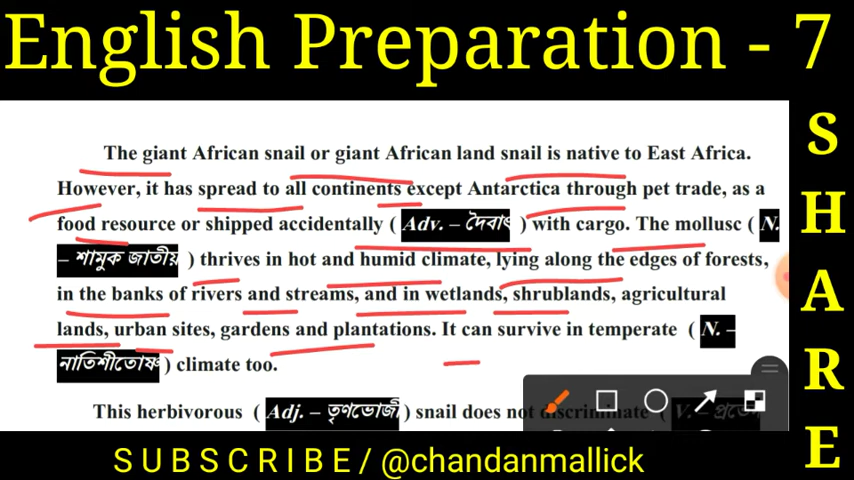 English Preparation - 7
The giant African snail or giant African land snail is native to East Africa.
However, it has spread to all continents except Antarctica through pet trade, as a
food resource or shipped accidentally ( Adv. – দৈবাৎ ) with cargo. The mollusc ( N.
– শামুক জাতীয় ) thrives in hot and humid climate, lying along the edges of forests,
in the banks of rivers and streams, and in wetlands, shrublands, agricultural
lands, urban sites, gardens and plantations. It can survive in temperate ( N. –
নাতিশীতোষ্ণ ) climate too.
This herbivorous ( Adj. – তৃণভোজী ) snail does not discriminate ( V. –
SHARE
SUBSCRIBE/ @chandanmallick